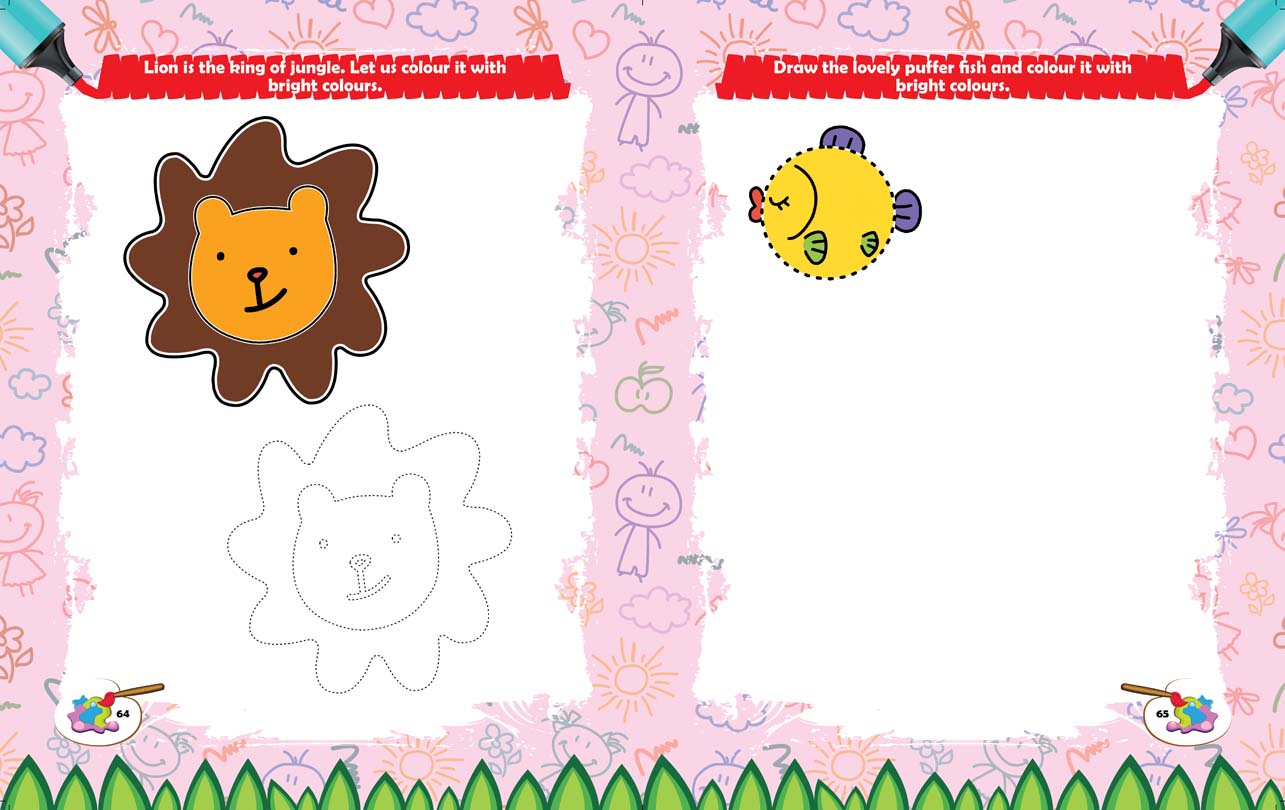 Lion is the king of jungle. Let us colour it with
bright colours.
64
Draw the lovely puffer fish and colour it with
bright colours.
65